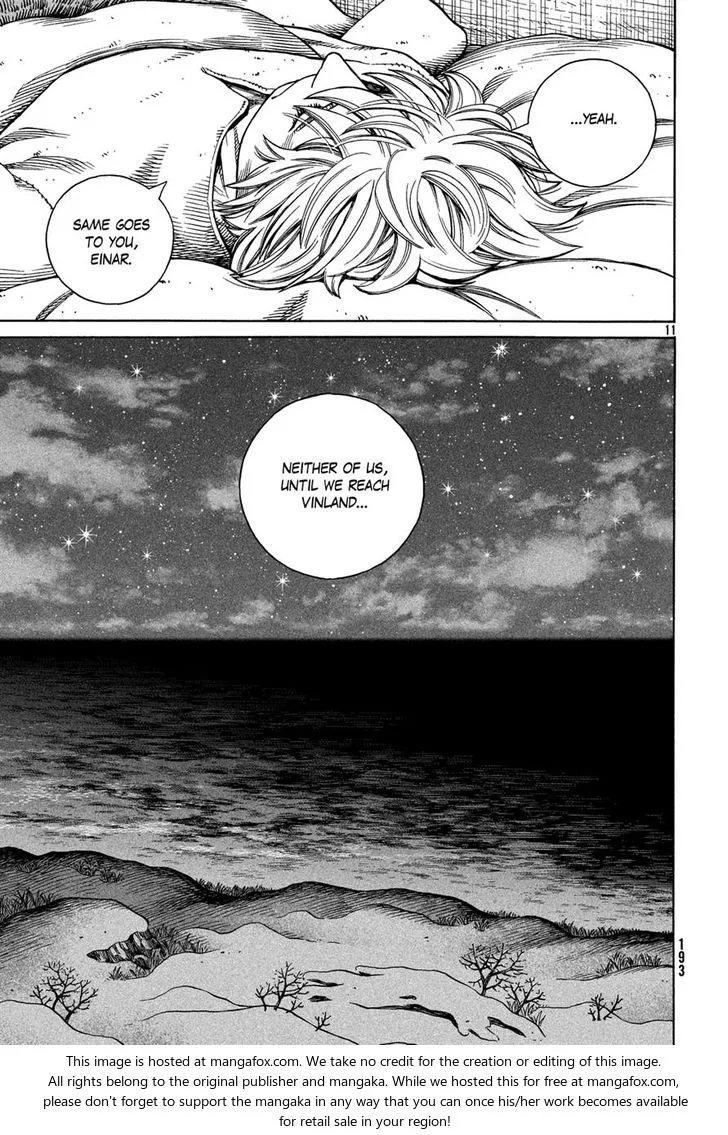 ...YEAH.
SAME GOES
TO YOU,
EINAR.
11
NEITHER OF US,
UNTIL WE REACH
VINLAND...
193
This image is hosted at mangafox.com. We take no credit for the creation or editing of this image.
All rights belong to the original publisher and mangaka. While we hosted this for free at mangafox.com,
please don't forget to support the mangaka in any way that you can once his/her work becomes available
for retail sale in your region!